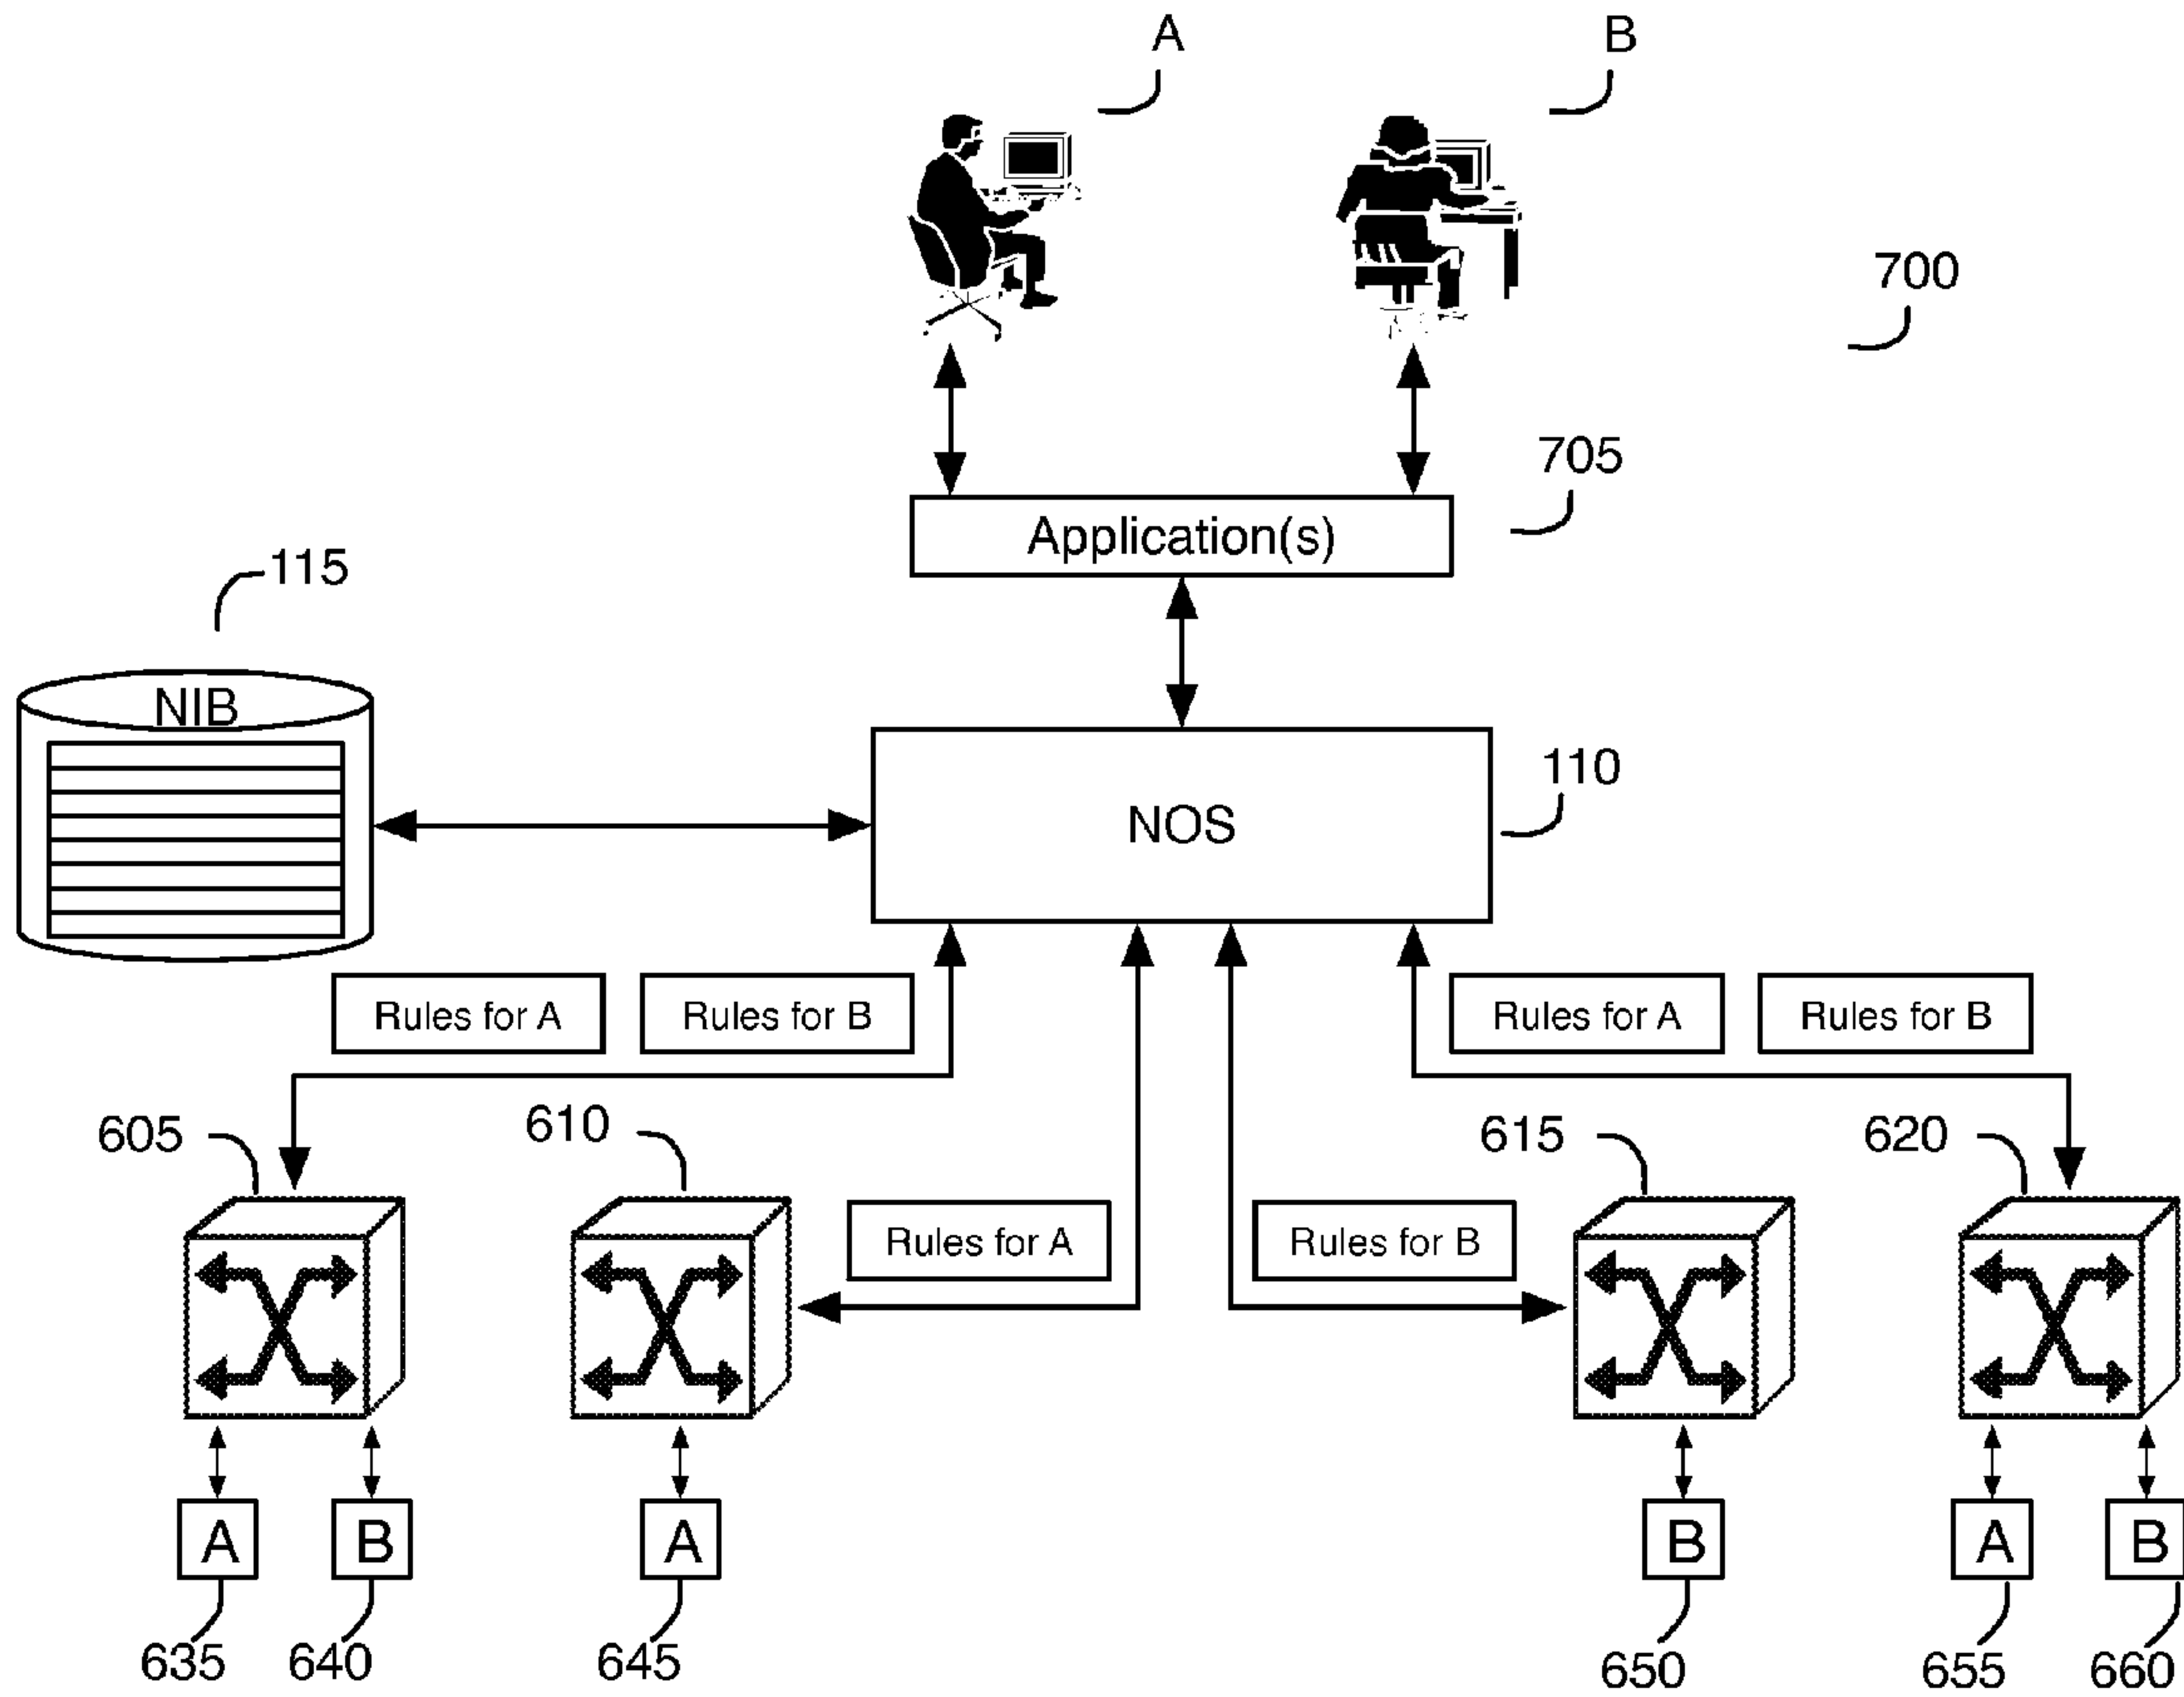 A
B
700
705
Application(s)
115
NIB
110
NOS
Rules for A
Rules for B
Rules for A
Rules for B
605
610
615
620
Rules for A
Rules for B
A
B
A
B
A
B
635
640
645
650
655
660